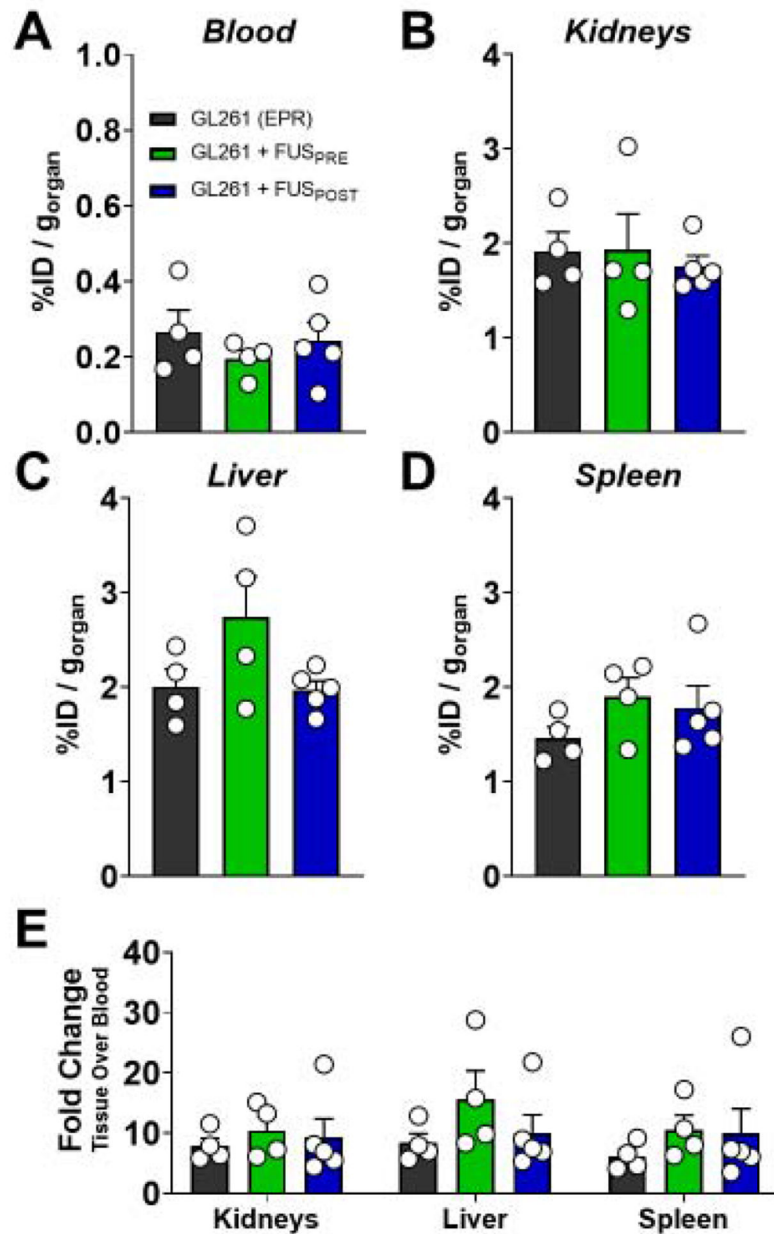 A
Blood
%ID / gorgan
1.0
0.8
0.6
0.4
0.2
0.0
GL261 (EPR)
GL261 + FUSPRE
GL261 + FUSPOST
B
Kidneys
%ID / gorgan
4
3
2
1
0
C
Liver
%ID / gorgan
4
3
2
1
0
D
Spleen
%ID / gorgan
4
3
2
1
0
E
Fold Change
Tissue Over Blood
40
30
20
10
0
Kidneys
Liver
Spleen